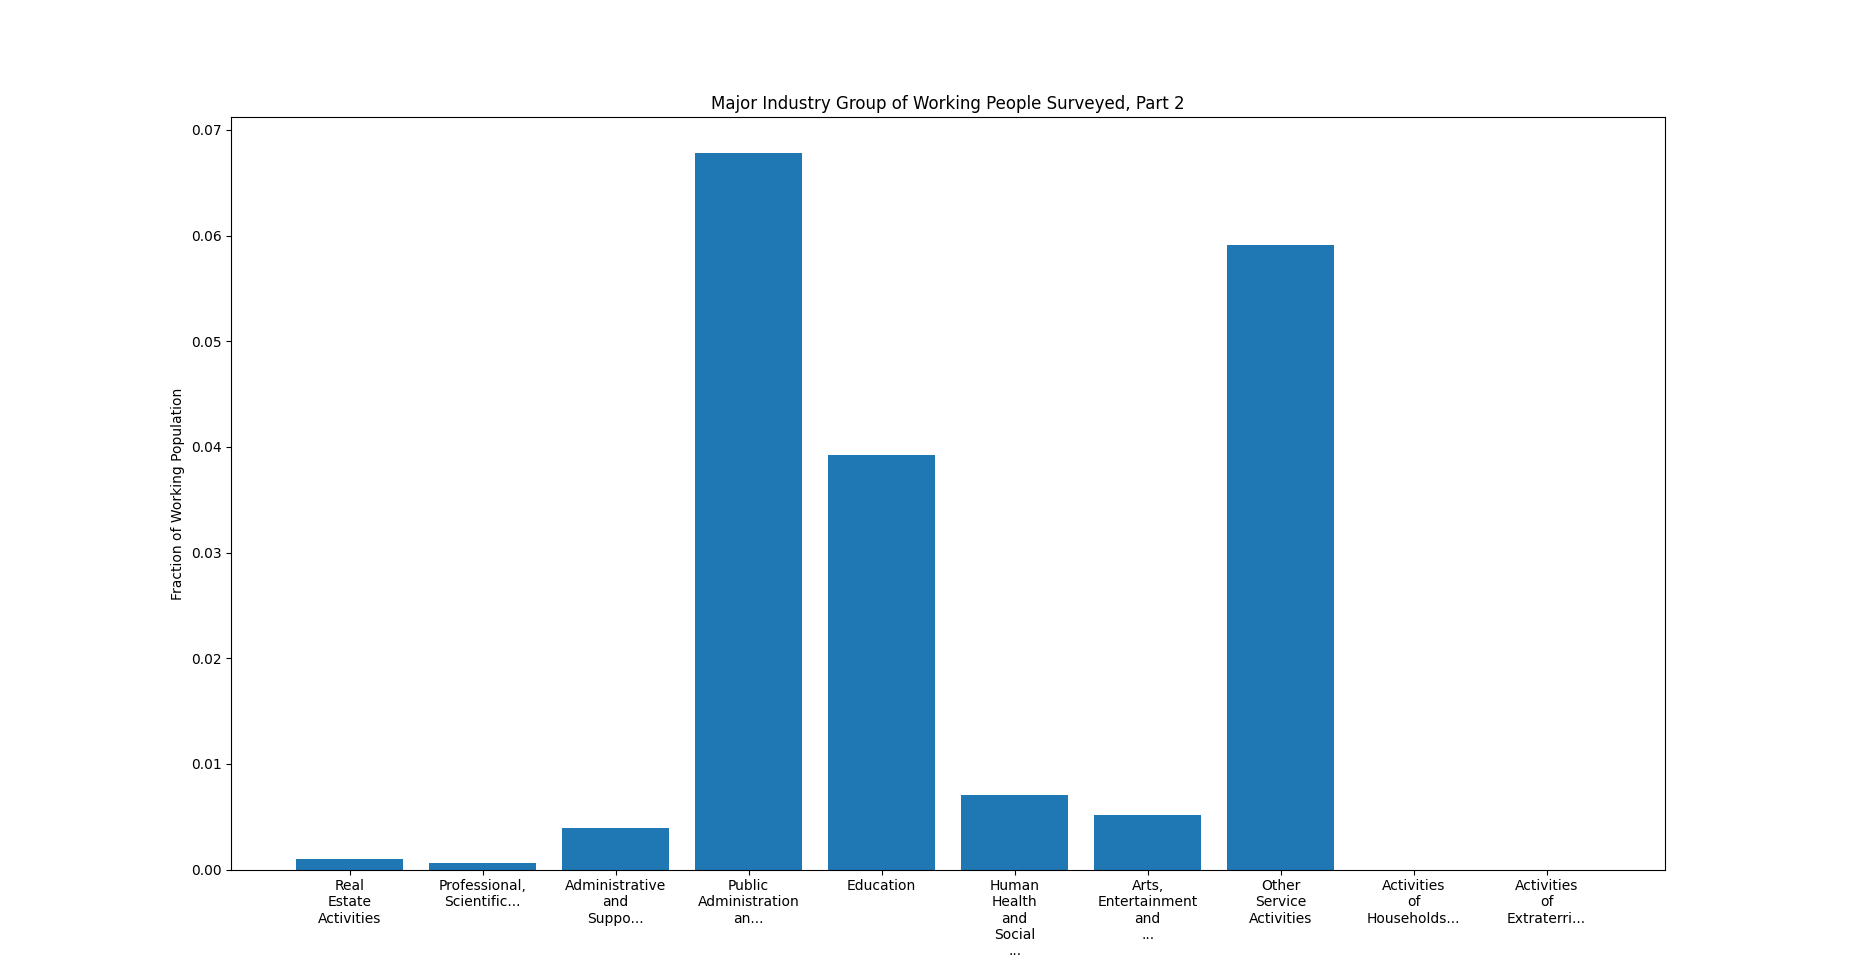 Major Industry Group of Working People Surveyed, Part 2
Fraction of Working Population
0.07
0.06
0.05
0.04
0.03
0.02
0.01
0.00
Real
Estate
Activities
Professional,
Scientific...
Administrative
and
Suppo...
Public
Administration
an...
Education
Human
Health
and
Social
...
Arts,
Entertainment
and
...
Other
Service
Activities
Activities
of
Households...
Activities
of
Extraterri...